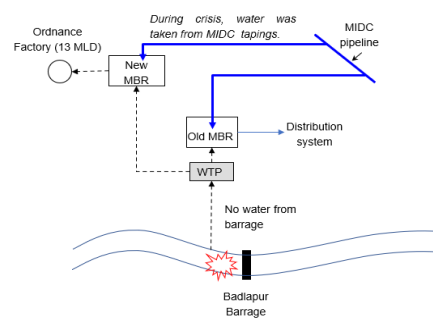 During crisis, water was
taken from MIDC tapings.
MIDC
pipeline
Ordnance
Factory (13 MLD)
New
MBR
Old MBR
Distribution
system
WTP
No water from
barrage
Badlapur
Barrage